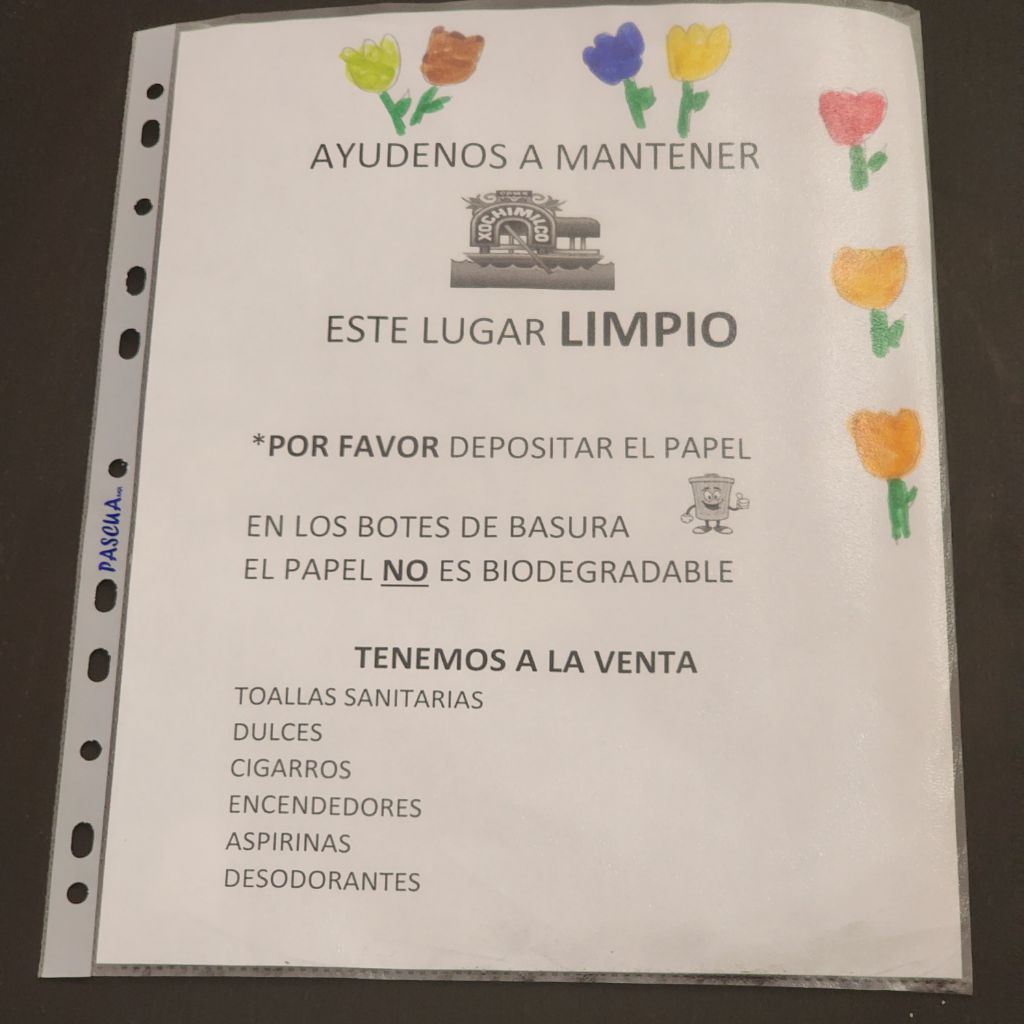 AYUDENOS A MANTENER
XOCHIMILCO
ESTE LUGAR LIMPIO
*POR FAVOR DEPOSITAR EL PAPEL
EN LOS BOTES DE BASURA
EL PAPEL NO ES BIODEGRADABLE
TENEMOS A LA VENTA
TOALLAS SANITARIAS
DULCES
CIGARROS
ENCENDEDORES
ASPIRINAS
DESODORANTES
PASCUA